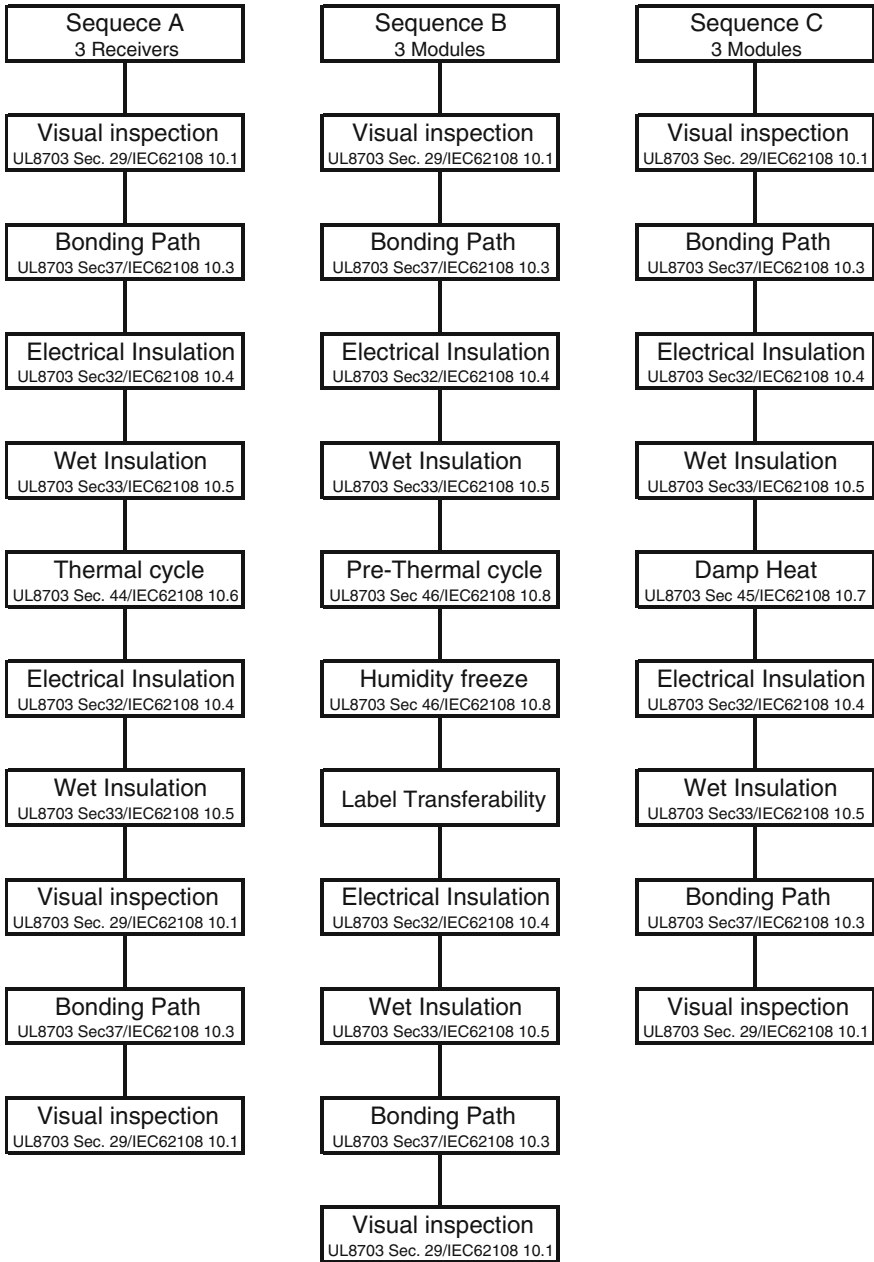 Sequece A
3 Receivers
Visual inspection
UL8703 Sec. 29/IEC62108 10.1
Bonding Path
UL8703 Sec37/IEC62108 10.3
Electrical Insulation
UL8703 Sec32/IEC62108 10.4
Wet Insulation
UL8703 Sec33/IEC62108 10.5
Thermal cycle
UL8703 Sec. 44/IEC62108 10.6
Electrical Insulation
UL8703 Sec32/IEC62108 10.4
Wet Insulation
UL8703 Sec33/IEC62108 10.5
Visual inspection
UL8703 Sec. 29/IEC62108 10.1
Bonding Path
UL8703 Sec37/IEC62108 10.3
Visual inspection
UL8703 Sec. 29/IEC62108 10.1
Sequence B
3 Modules
Visual inspection
UL8703 Sec. 29/IEC62108 10.1
Bonding Path
UL8703 Sec37/IEC62108 10.3
Electrical Insulation
UL8703 Sec32/IEC62108 10.4
Wet Insulation
UL8703 Sec33/IEC62108 10.5
Pre-Thermal cycle
UL8703 Sec 46/IEC62108 10.8
Humidity freeze
UL8703 Sec 46/IEC62108 10.8
Label Transferability
Electrical Insulation
UL8703 Sec32/IEC62108 10.4
Wet Insulation
UL8703 Sec33/IEC62108 10.5
Bonding Path
UL8703 Sec37/IEC62108 10.3
Visual inspection
UL8703 Sec. 29/IEC62108 10.1
Sequence C
3 Modules
Visual inspection
UL8703 Sec. 29/IEC62108 10.1
Bonding Path
UL8703 Sec37/IEC62108 10.3
Electrical Insulation
UL8703 Sec32/IEC62108 10.4
Wet Insulation
UL8703 Sec33/IEC62108 10.5
Damp Heat
UL8703 Sec 45/IEC62108 10.7
Electrical Insulation
UL8703 Sec32/IEC62108 10.4
Wet Insulation
UL8703 Sec33/IEC62108 10.5
Bonding Path
UL8703 Sec37/IEC62108 10.3
Visual inspection
UL8703 Sec. 29/IEC62108 10.1